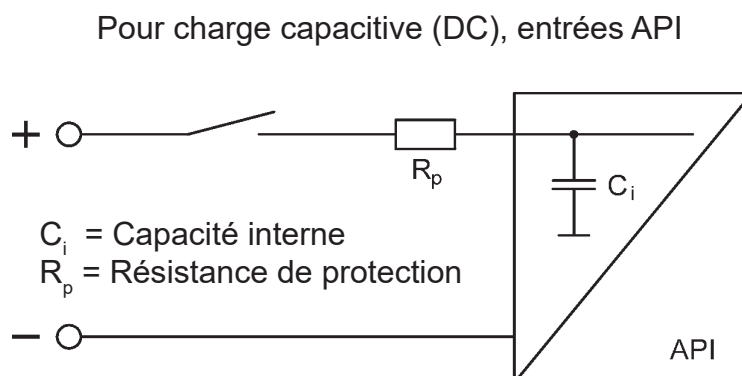 Pour charge capacitive (DC), entrées API
+
Rp
Ci
Ci = Capacité interne
Rp = Résistance de protection
−
API